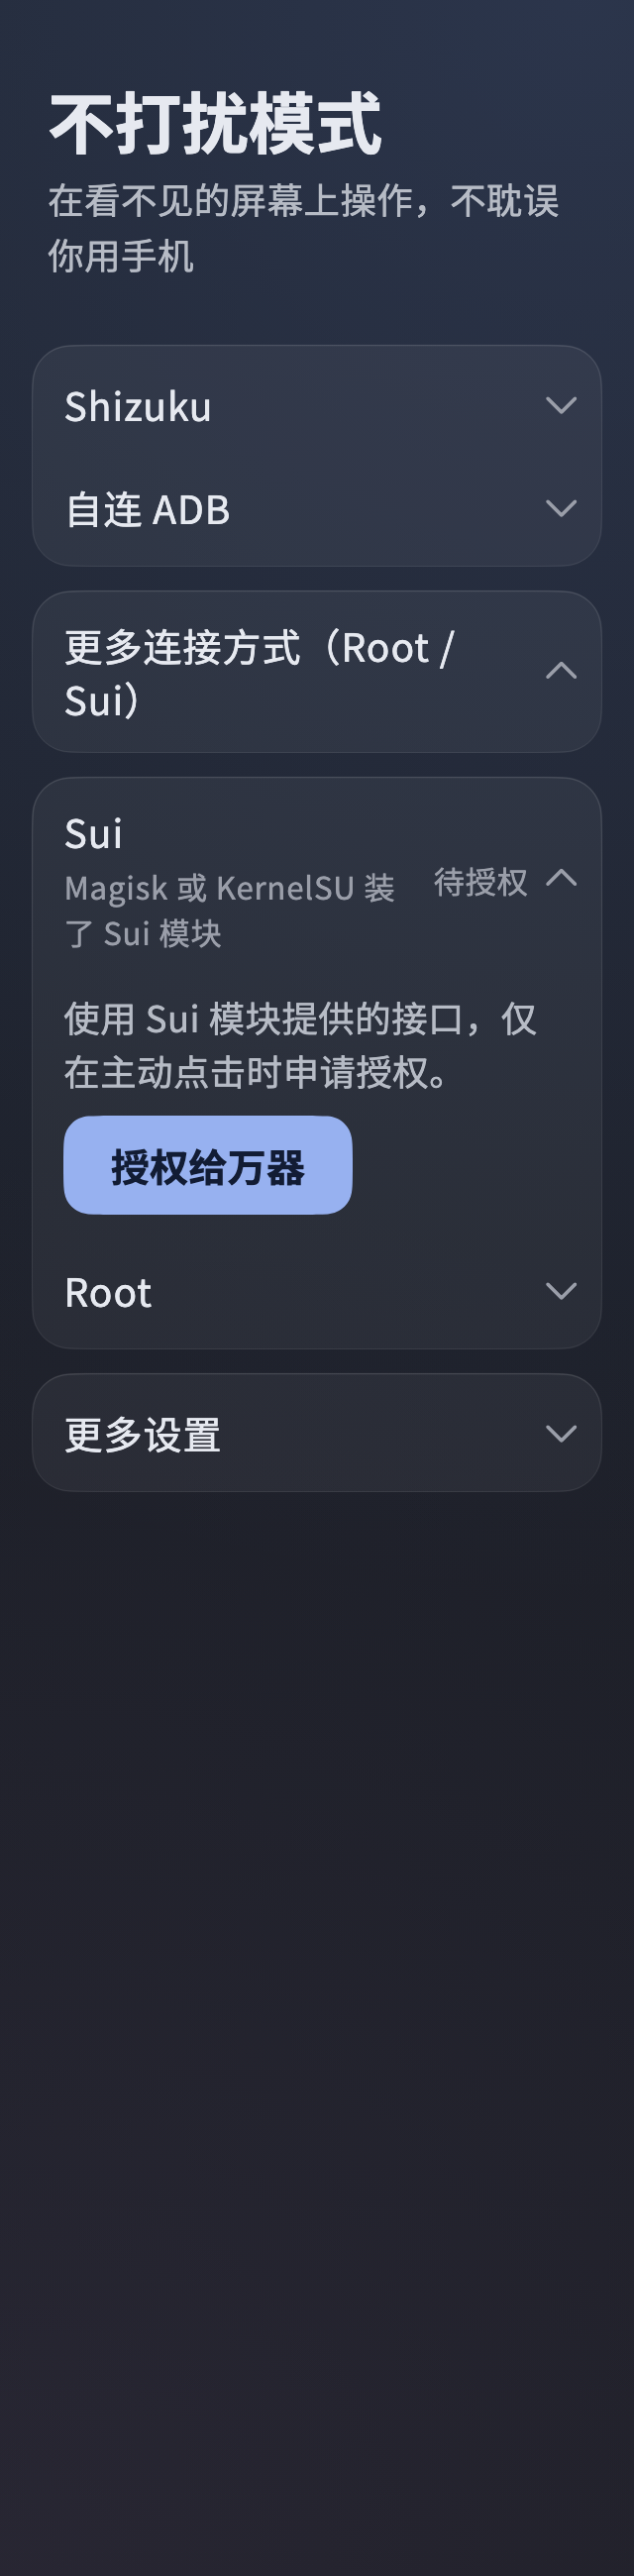 不打扰模式
在看不见的屏幕上操作，不耽误
你用手机
Shizuku
自连 ADB
更多连接方式（Root /
Sui）
Sui
Magisk 或 KernelSU 装
了 Sui 模块
待授权
使用 Sui 模块提供的接口，仅
在主动点击时申请授权。
授权给万器
Root
更多设置